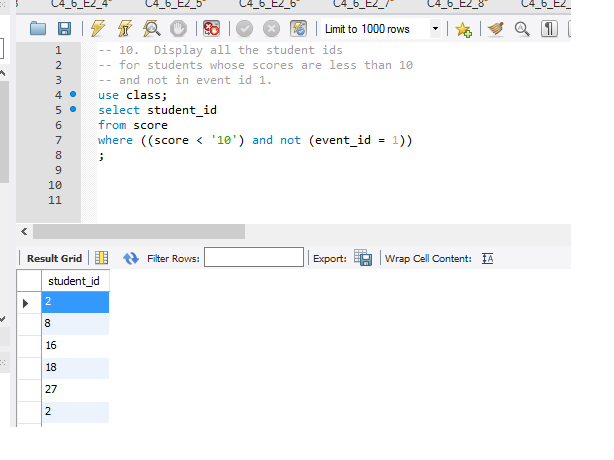 C4_6_E2_4* C4_6_E2_5* C4_6_E2_6* C4_6_E2_7* C4_6_E2_8* C4_6_E2_
Limit to 1000 rows
1 -- 10. Display all the student ids
2 -- for students whose scores are less than 10
3 -- and not in event id 1.
4 use class;
5 select student_id
6 from score
7 where ((score < '10') and not (event_id = 1))
8 ;
9
10
11
Result Grid Filter Rows: Export: Wrap Cell Content: IA
student_id
2
8
16
18
27
2